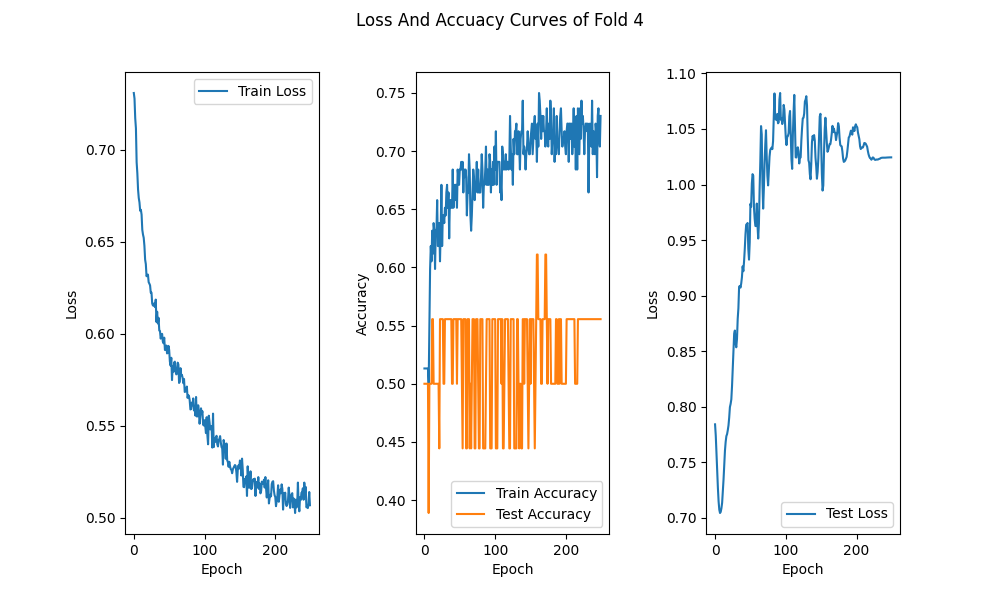 Loss And Accuacy Curves of Fold 4
Train Loss
0.70
0.65
0.60
0.55
0.50
Loss
0 100 200
Epoch
0.75
0.70
0.65
0.60
0.55
0.50
0.45
0.40
Accuracy
Train Accuracy
Test Accuracy
0 100 200
Epoch
1.10
1.05
1.00
0.95
0.90
0.85
0.80
0.75
0.70
Loss
Test Loss
0 100 200
Epoch